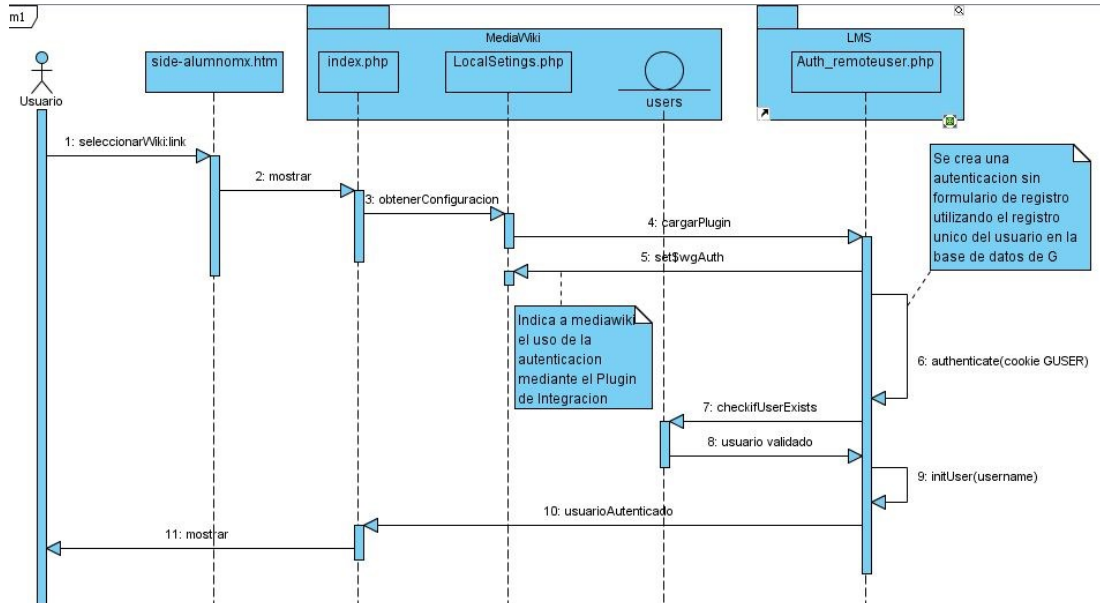 m1
MediaWiki
LMS
side-alumnomx.htm
index.php
LocalSetings.php
Auth_remoteuser.php
Usuario
users
1: seleccionarWiki:link
2: mostrar
3: obtenerConfiguracion
4: cargarPlugin
5: set$wgAuth
Se crea una
autenticacion sin
formulario de registro
utilizando el registro
unico del usuario en la
base de datos de G
Indica a mediawiki
el uso de la
autenticacion
mediante el Plugin
de Integracion
6: authenticate(cookie GUSER)
7: checkifUserExists
8: usuario validado
9: initUser(username)
10: usuarioAutenticado
11: mostrar